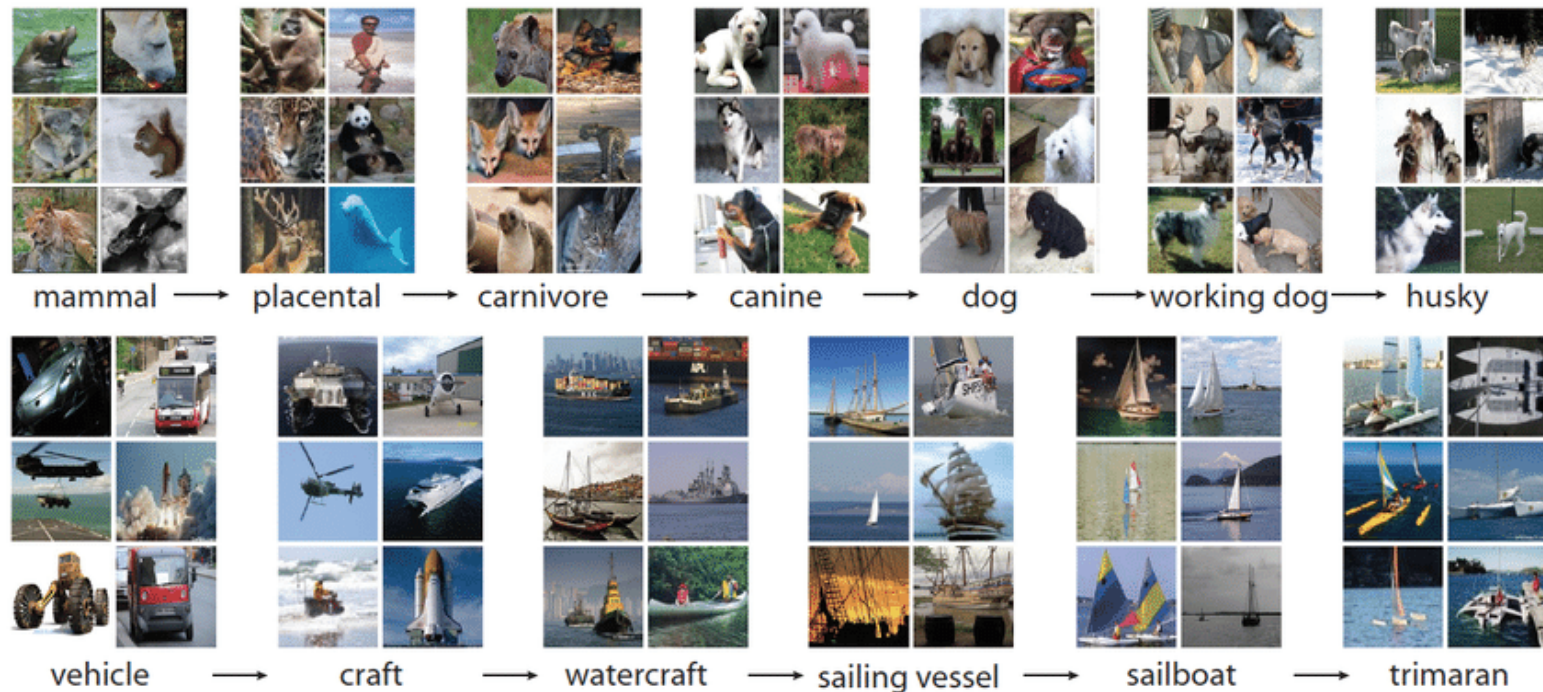 mammal → placental → carnivore → canine → dog → working dog → husky
vehicle → craft → watercraft → sailing vessel → sailboat → trimaran